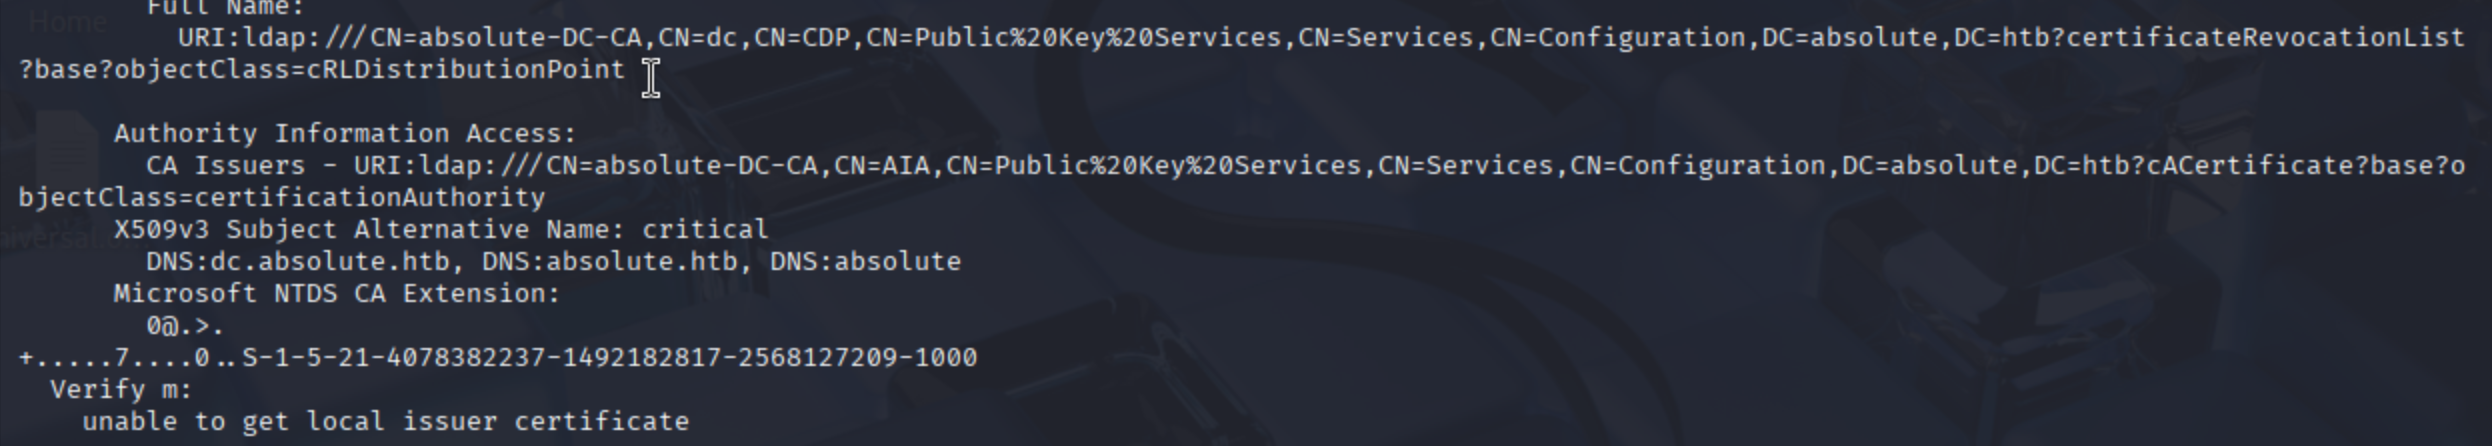 Home
Full Name:
URI:ldap:///CN=absolute-DC-CA,CN=dc,CN=CDP,CN=Public%20Key%20Services,CN=Services,CN=Configuration,DC=absolute,DC=htb?certificateRevocationList
?base?objectClass=cRLDistributionPoint
Authority Information Access:
CA Issuers - URI:ldap:///CN=absolute-DC-CA,CN=AIA,CN=Public%20Key%20Services,CN=Services,CN=Configuration,DC=absolute,DC=htb?cACertificate?base?o
bjectClass=certificationAuthority
X509v3 Subject Alternative Name: critical
DNS:dc.absolute.htb, DNS:absolute.htb, DNS:absolute
Microsoft NTDS CA Extension:
0@.>.
+.....7....0..S-1-5-21-4078382237-1492182817-2568127209-1000
Verify m:
unable to get local issuer certificate